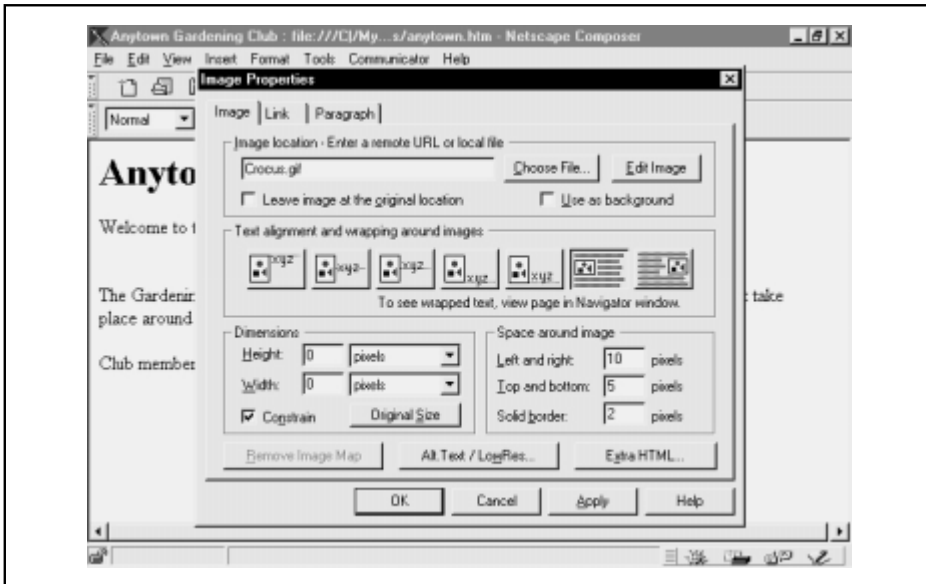 Anytown Gardening Club : file:///C|/My...s/anytown.htm - Netscape Composer
File Edit View Insert Format Tools Communicator Help
Image Properties
Normal
Image Link Paragraph
Image location - Enter a remote URL or local file
Crocus.gif Choose File... Edit Image
Leave image at the original location Use as background
Text alignment and wrapping around images
xyz xyz xyz xyz xyz
To see wrapped text, view page in Navigator window.
Dimensions
Height: 0 pixels
Width: 0 pixels
Constrain Original Size
Space around image
Left and right: 10 pixels
Top and bottom: 5 pixels
Solid border: 2 pixels
Remove Image Map Alt.Text / LowRes... Extra HTML...
OK Cancel Apply Help
Anyto
Welcome to t
The Gardenin t take
place around
Club member